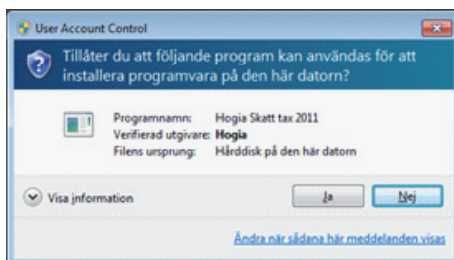 User Account Control
Tillåter du att följande program kan användas för att
installera programvara på den här datorn?
Programnamn: Hogia Skatt tax 2011
Verifierad utgivare: Hogia
Filens ursprung: Hårddisk på den här datorn
Visa information
Ja
Nej
Ändra när sådana här meddelanden visas